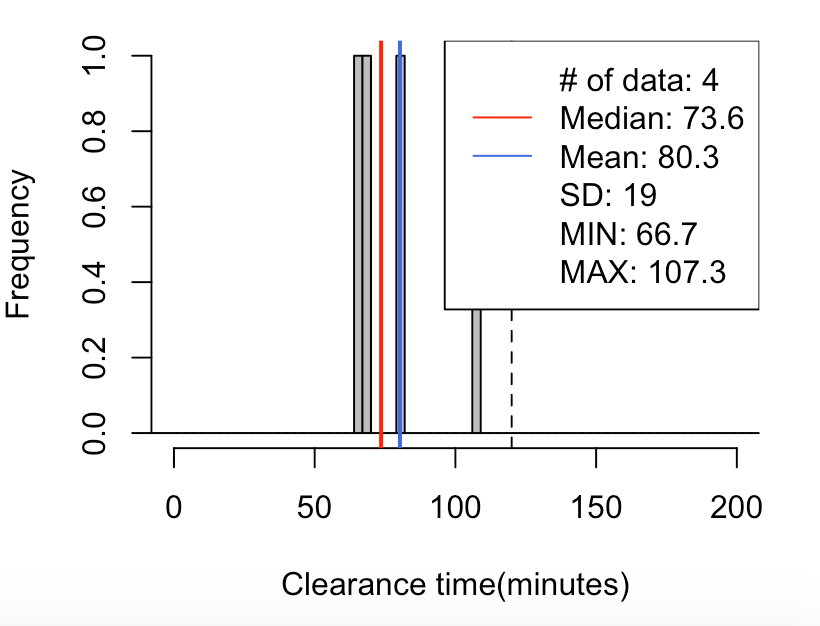 Frequency
1.0
0.8
0.6
0.4
0.2
0.0
# of data: 4
Median: 73.6
Mean: 80.3
SD: 19
MIN: 66.7
MAX: 107.3
0 50 100 150 200
Clearance time(minutes)